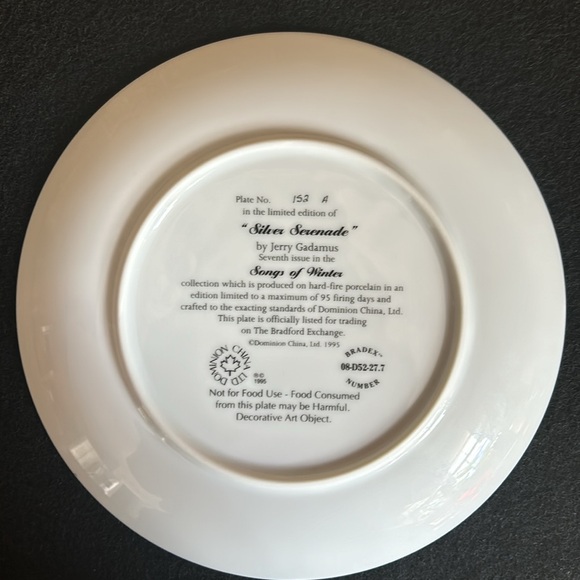 Plate No. 152 A
in the limited edition of
"Silver Serenade"
by Jerry Gadamus
Seventh issue in the
Songs of Winter
collection which is produced on hard-fire porcelain in an
edition limited to a maximum of 95 firing days and
crafted to the exacting standards of Dominion China, Ltd.
This plate is officially listed for trading
on The Bradford Exchange.
©Dominion China, Ltd. 1995
DOMINION CHINA LTD
®©
1995
BRADEX™
08-D52-27.7
NUMBER
Not for Food Use - Food Consumed
from this plate may be Harmful.
Decorative Art Object.